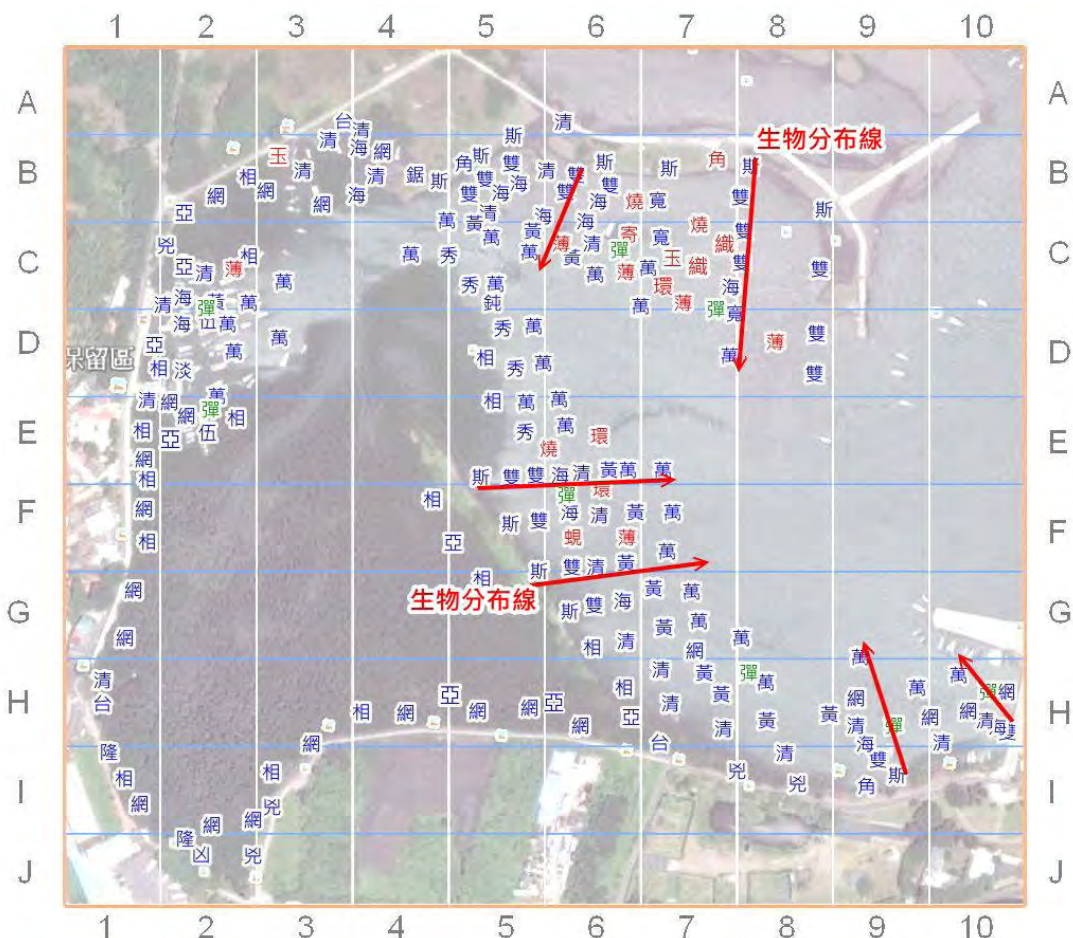 1 2 3 4 5 6 7 8 9 10
A 台 清 清 斯 清 A
生物分布線
B 玉 清 海 網 相 網 網 清 海 鋸 斯 角 斯 雙 雙 海 雙 海 清 雙 雙 斯 雙 海 燒 寬 萬 角 斯 雙 斯 B
亞 萬 黃 清 海 海
C 兇 亞 清 薄 相 萬 萬 秀 萬 黃 萬 薄 黃 清 寄 彈 萬 薄 寬 萬 玉 燒 織 織 環 雙 雙 雙 C
清 海 黃 萬 彈 秀 萬 鈍 萬 薄 彈 海 寬
D 亞 海 伍 萬 萬 萬 秀 萬 相 秀 萬 萬 薄 雙 雙 D
保留區
相 淡
E 清 網 網 萬 彈 相 相 亞 伍 相 萬 萬 秀 萬 燒 環 E
網 相 斯 雙 雙 海 清 黃 萬 萬
F 網 相 相 亞 彈 環 斯 雙 海 清 黃 萬 蜆 薄 F
相 斯 雙 清 黃 萬
生物分布線
G 網 網 斯 雙 海 黃 萬 黃 萬 相 清 網 萬 G
H 清 台 相 網 亞 網 網 亞 網 相 亞 清 清 黃 黃 清 彈 萬 黃 黃 萬 網 清 彈 萬 網 萬 網 彈 網 清 海 雙 H
隆 網 台 清 海 清
I 相 網 相 兇 網 兇 兇 雙 角 斯 I
隆 網
J 凶 兇 J
1 2 3 4 5 6 7 8 9 10